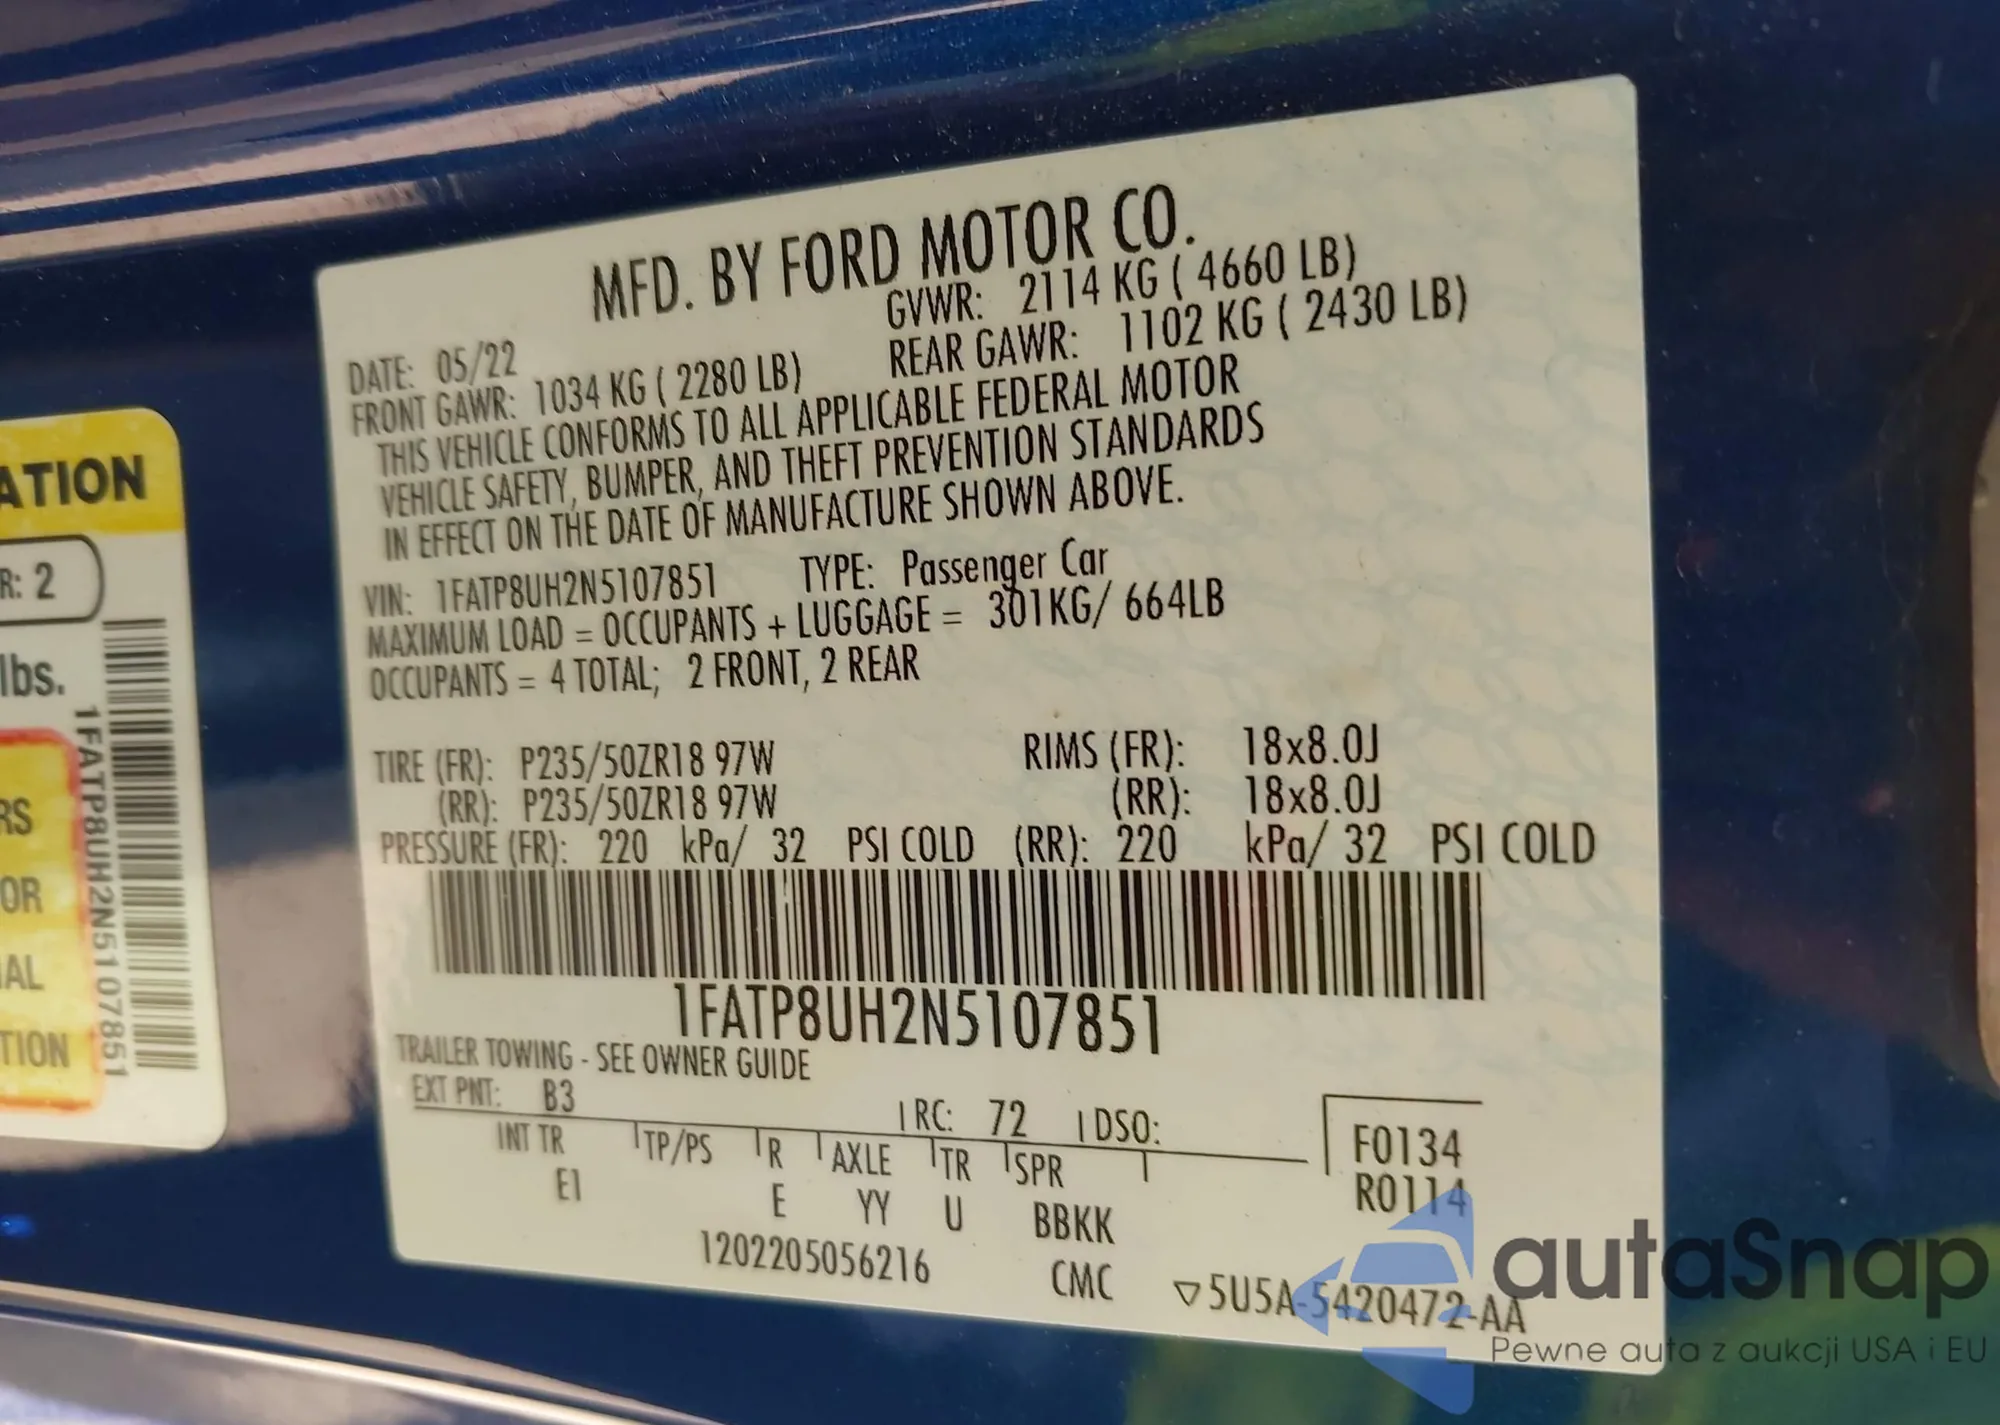 MFD. BY FORD MOTOR CO.
DATE: 05/22 GVWR: 2114 KG ( 4660 LB)
FRONT GAWR: 1034 KG ( 2280 LB) REAR GAWR: 1102 KG ( 2430 LB)
THIS VEHICLE CONFORMS TO ALL APPLICABLE FEDERAL MOTOR
VEHICLE SAFETY, BUMPER, AND THEFT PREVENTION STANDARDS
IN EFFECT ON THE DATE OF MANUFACTURE SHOWN ABOVE.
VIN: 1FATP8UH2N5107851 TYPE: Passenger Car
MAXIMUM LOAD = OCCUPANTS + LUGGAGE = 301KG/ 664LB
OCCUPANTS = 4 TOTAL; 2 FRONT, 2 REAR
TIRE (FR): P235/50ZR18 97W RIMS (FR): 18x8.0J
(RR): P235/50ZR18 97W (RR): 18x8.0J
PRESSURE (FR): 220 kPa/ 32 PSI COLD (RR): 220 kPa/ 32 PSI COLD
1FATP8UH2N5107851
TRAILER TOWING - SEE OWNER GUIDE
EXT PNT: B3 RC: 72 DSO:
INT TR TP/PS R AXLE TR SPR
E1 E YY U BBKK
F0134
R0114
1202205056216 CMC ▽5U5A-5420472-AA
ATION
R: 2
lbs.
RS
OR
IAL
TION
1FATP8UH2N5107851
autaSnap
Pewne auta z aukcji USA i EU